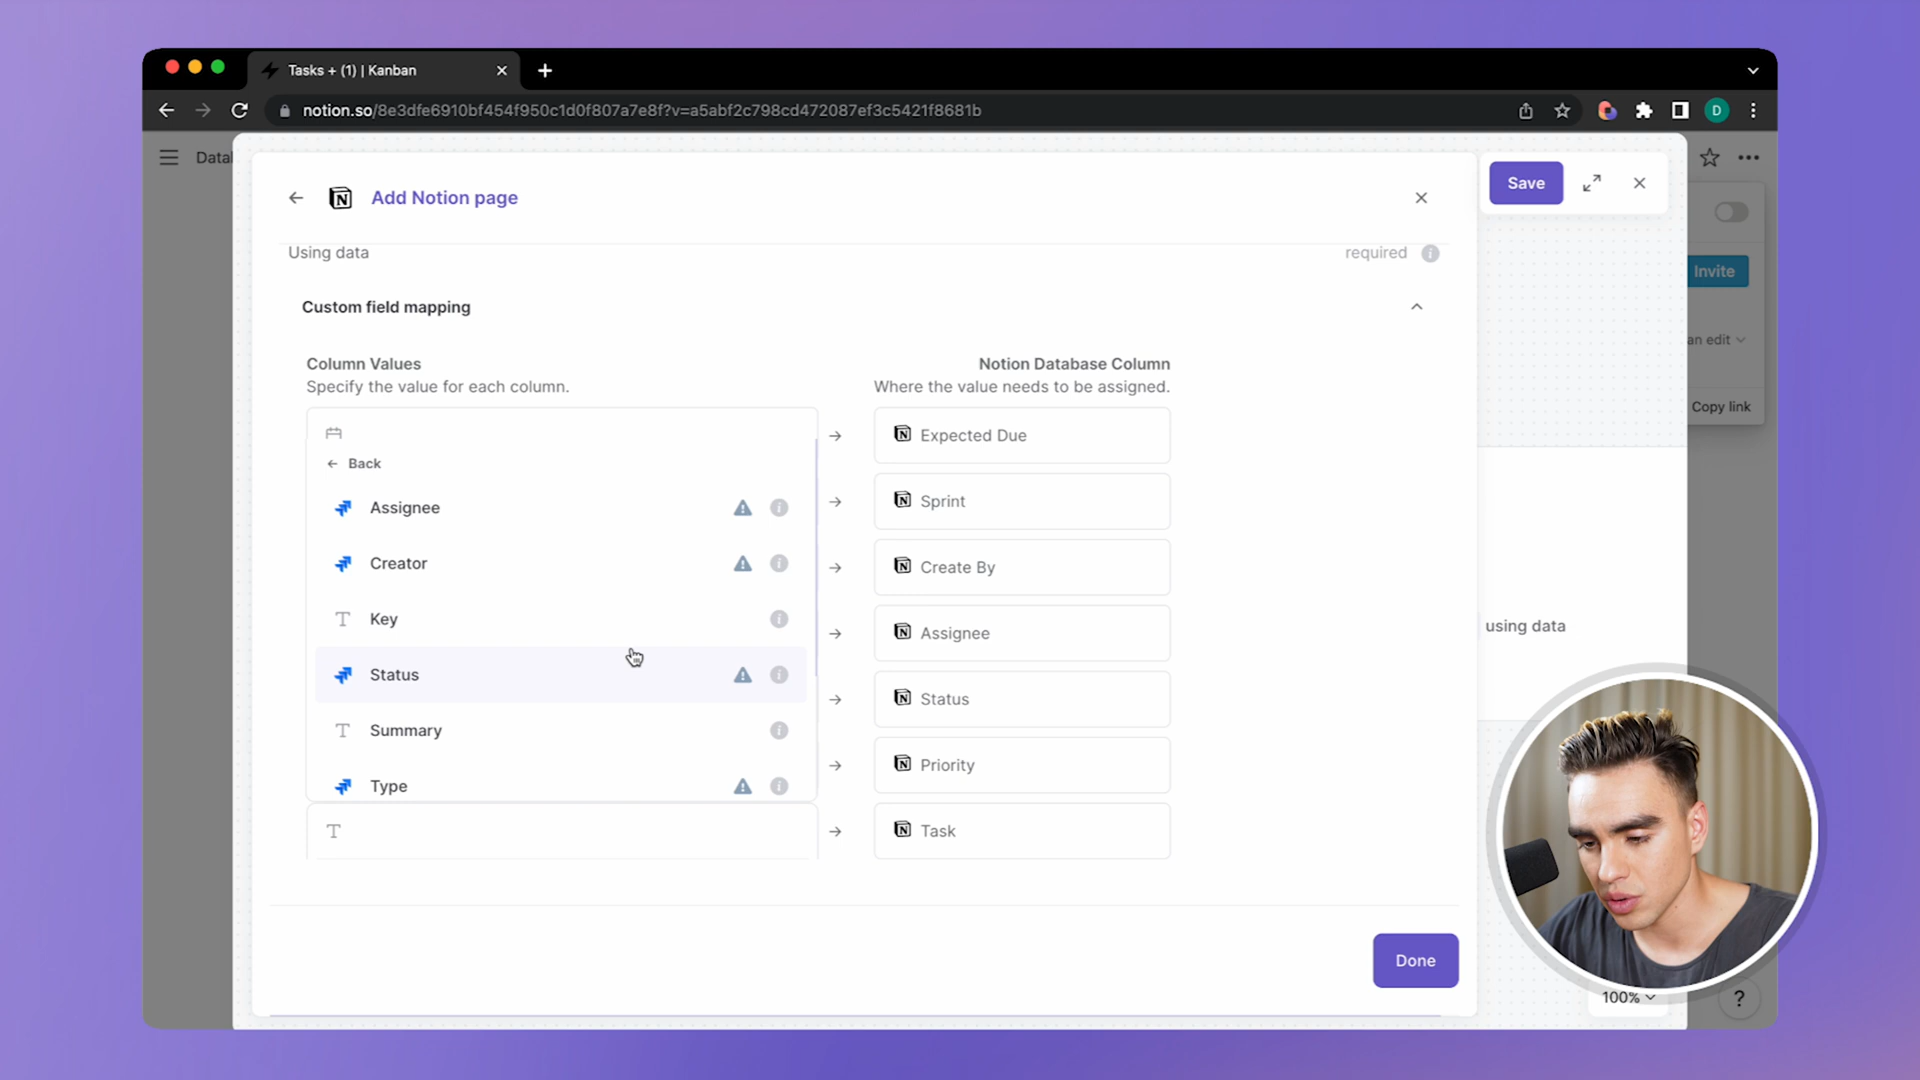 Tasks + (1) | Kanban
notion.so/8e3dfe6910bf454f950c1d0f807a7e8f?v=a5abf2c798cd472087ef3c5421f8681b
D
Datal
Add Notion page
Save
Using data
required
Invite
Custom field mapping
an edit
Column Values
Notion Database Column
Specify the value for each column.
Where the value needs to be assigned.
Copy link
Expected Due
Back
Assignee
Sprint
Creator
Create By
Key
Assignee
using data
Status
Status
Summary
Priority
Type
Task
Done
100%
?